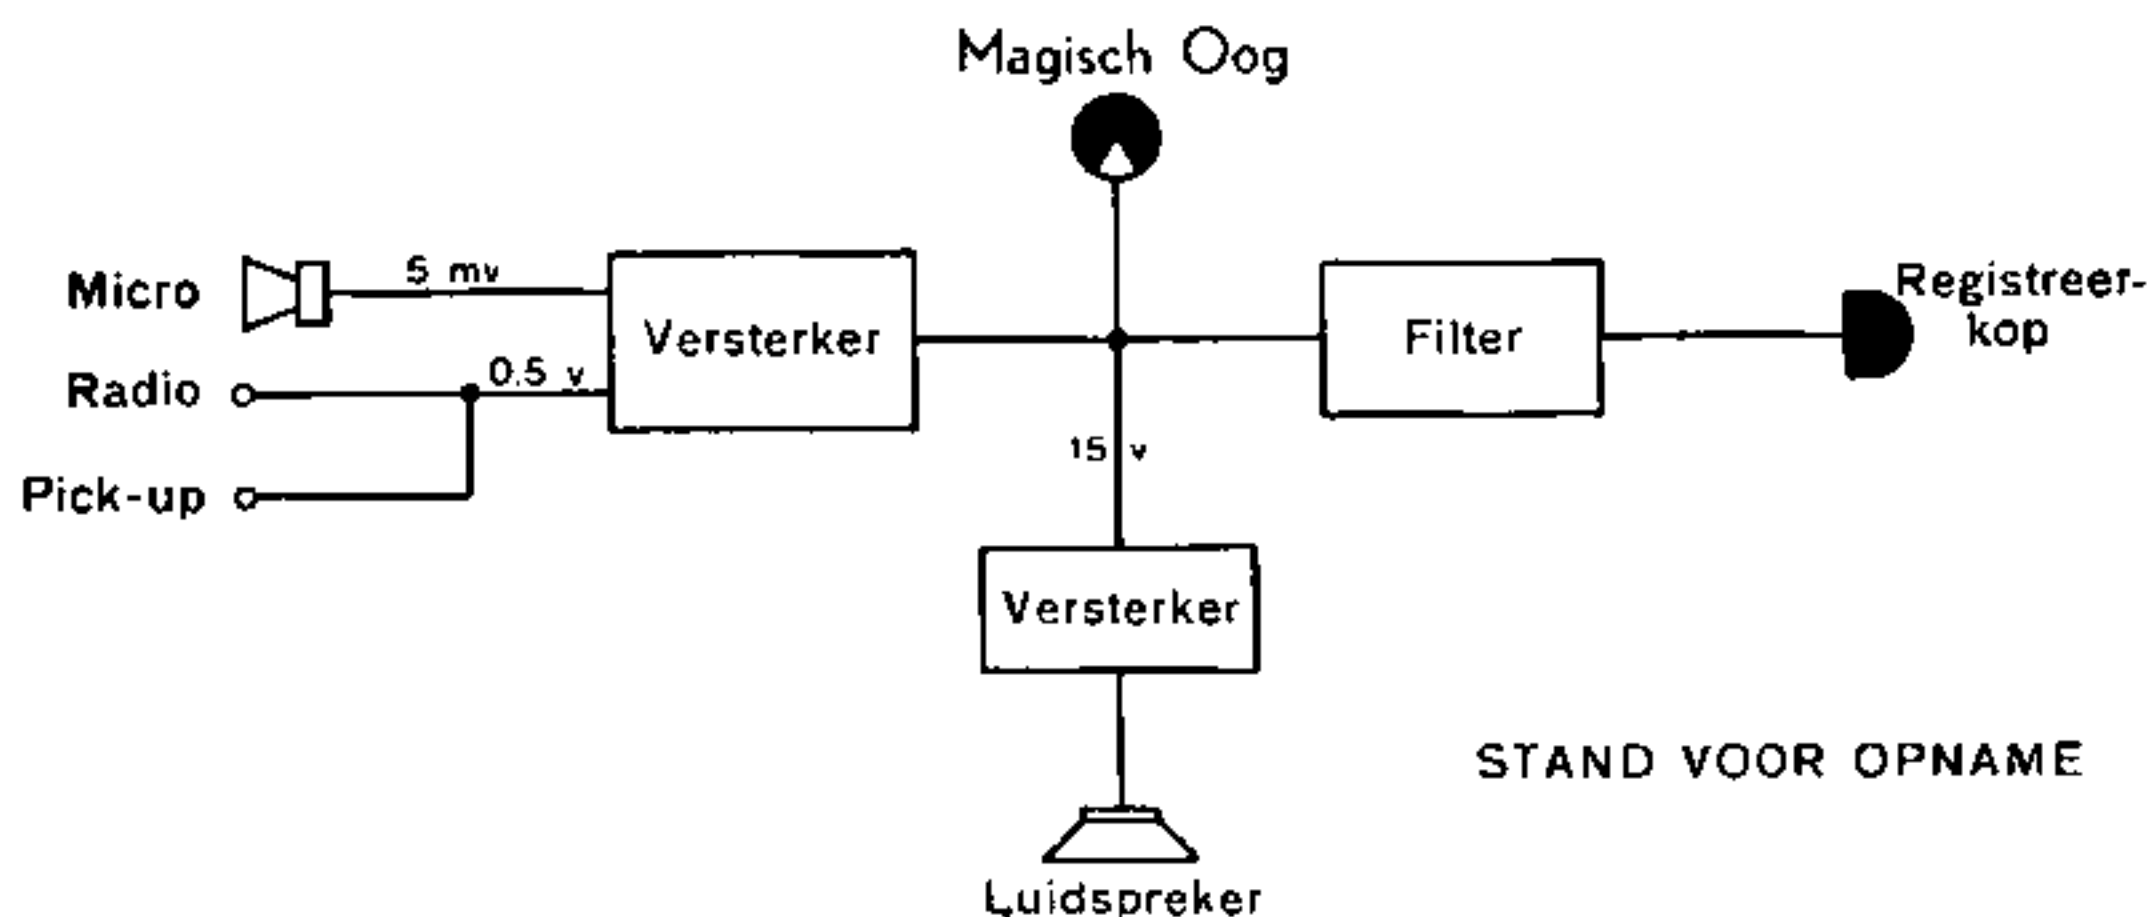 Magisch Oog
Micro
5 mv
Versterker
Filter
Registreer-
kop
Radio
0.5 v
15 v
Pick-up
Versterker
STAND VOOR OPNAME
Luidspreker